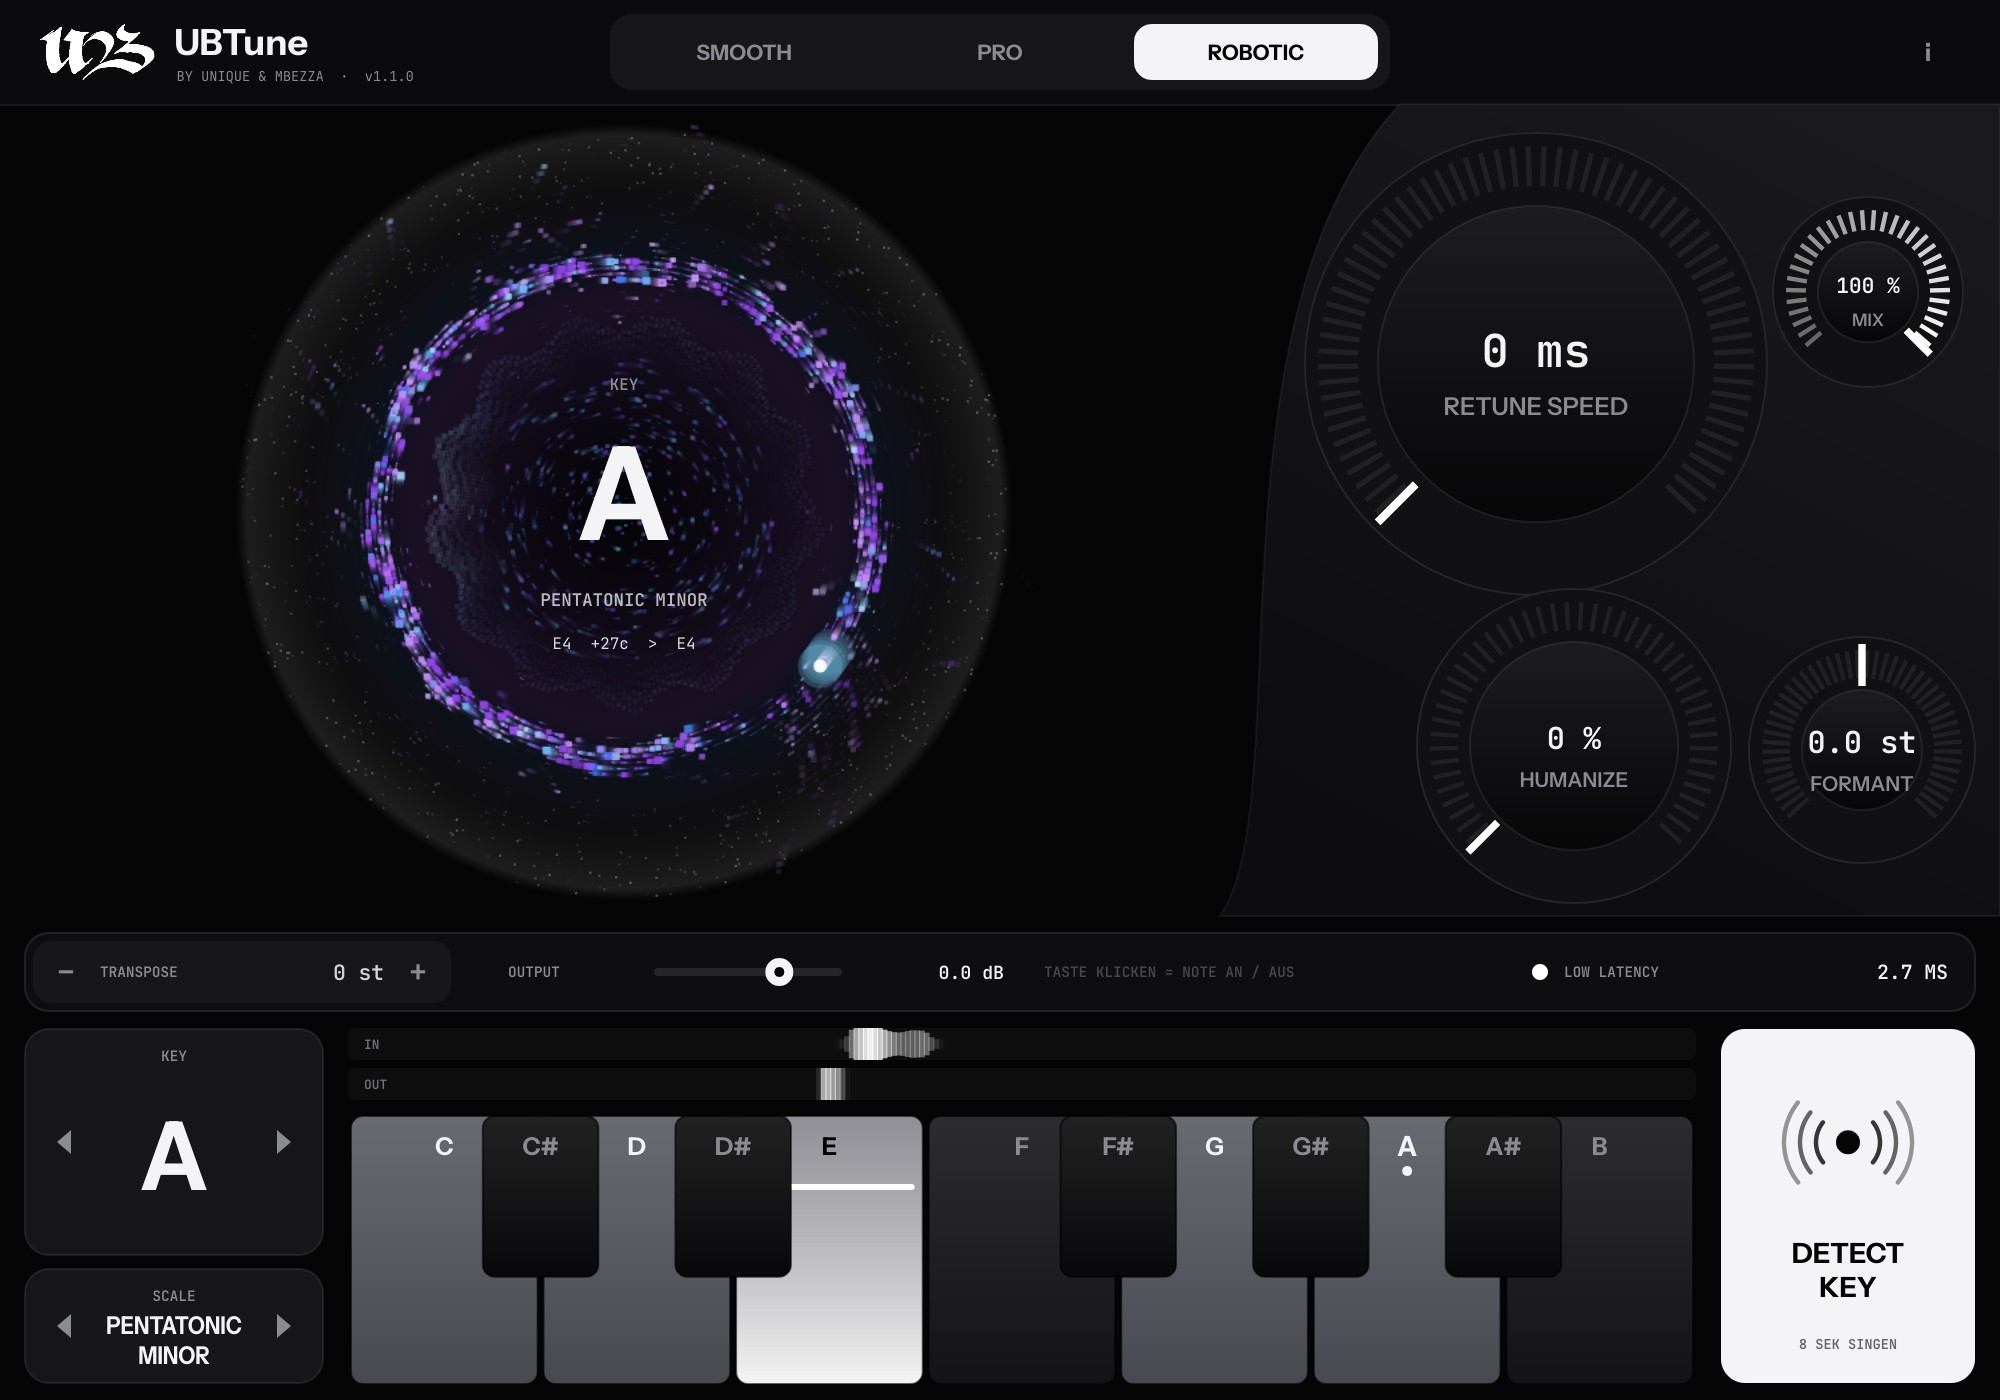 UB
UBTune
BY UNIQUE & MBEZZA · v1.1.0
SMOOTH
PRO
ROBOTIC
i
KEY
A
PENTATONIC MINOR
E4 +27c > E4
0 ms
RETUNE SPEED
100 %
MIX
0 %
HUMANIZE
0.0 st
FORMANT
− TRANSPOSE 0 st +
OUTPUT
0.0 dB
TASTE KLICKEN = NOTE AN / AUS
LOW LATENCY
2.7 MS
KEY
A
SCALE
PENTATONIC
MINOR
IN
OUT
C C# D D# E F F# G G# A A# B
DETECT
KEY
8 SEK SINGEN